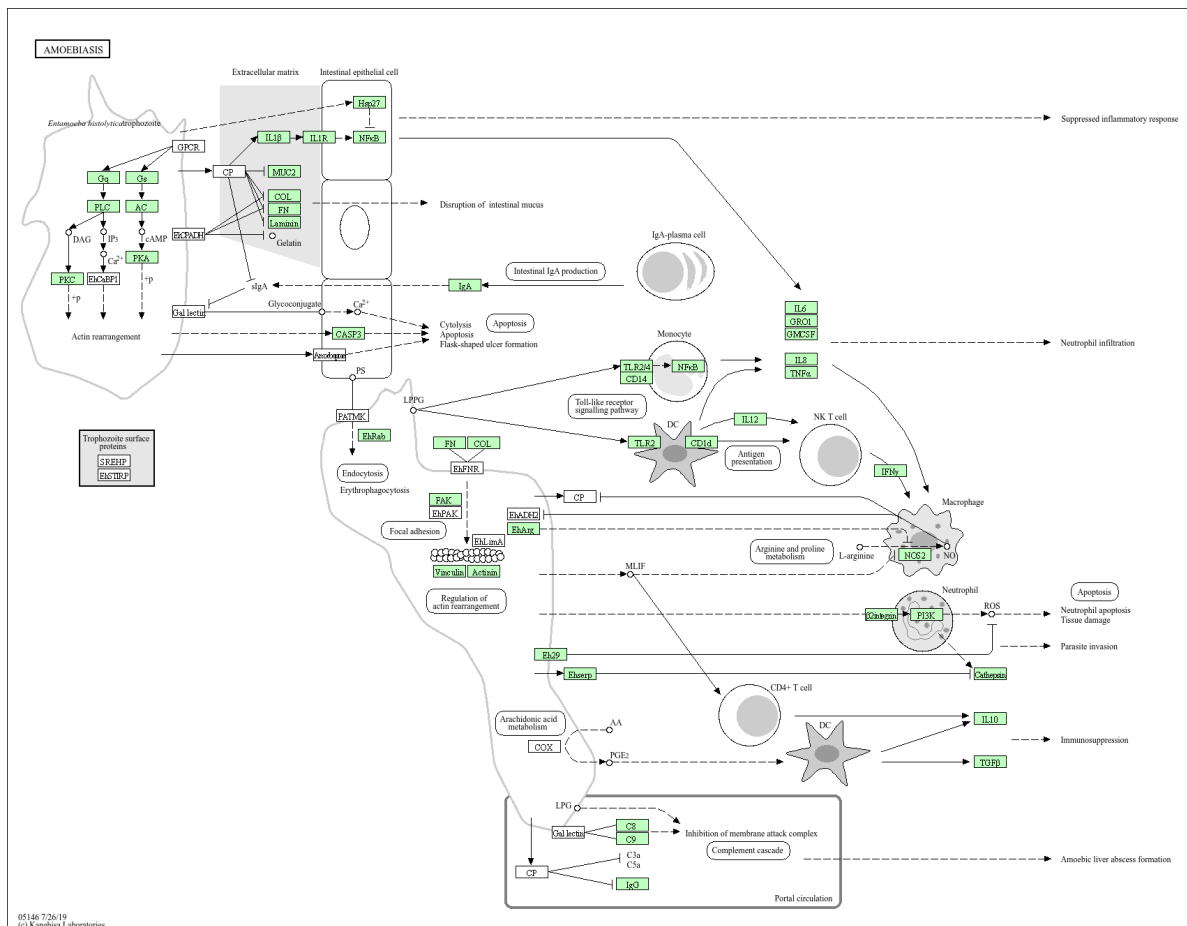 AMOEBIASIS
Extracellular matrix
Intestinal epithelial cell
Entamoeba histolytica trophozoite
Hsp27
Suppressed inflammatory response
IL1β
IL1R
NFκB
GPCR
CP
MUC2
Gq
Gs
COL
FN
Laminin
Gelatin
PLC
AC
Disruption of intestinal mucus
DAG
IP3
cAMP
EhCPADH
IgA-plasma cell
Ca2+
PKA
PKC
EhCaBP1
+p
+p
Intestinal IgA production
sIgA
IgA
Gal lectin
Glycoconjugate
Ca2+
Actin rearrangement
CASP3
Cytolysis
Apoptosis
Flask-shaped ulcer formation
Apoptosis
Amoebapore
IL6
GRO1
GMCSF
Monocyte
Neutrophil infiltration
IL8
TNFα
TLR2/4
CD14
NFκB
PS
LPPG
Toll-like receptor
signalling pathway
PATMK
EhRab
DC
IL12
NK T cell
TLR2
CD1d
Antigen
presentation
Trophozoite surface
proteins
SREHP
EhSTIRP
FN
COL
EhFNR
Endocytosis
Erythrophagocytosis
IFNγ
Macrophage
FAK
EhPAK
CP
EhADH2
EhArg
Focal adhesion
EhLimA
Arginine and proline
metabolism
L-arginine
NOS2
NO
Vinculin
Actinin
MLIF
Regulation of
actin rearrangement
Neutrophil
Apoptosis
β2integrin
PI3K
ROS
Neutrophil apoptosis
Tissue damage
Eh29
Parasite invasion
Ehserp
Cathepsin
CD4+ T cell
Arachidonic acid
metabolism
AA
COX
DC
IL10
Immunosuppression
PGE2
TGFβ
LPG
Gal lectin
C8
C9
Inhibition of membrane attack complex
Complement cascade
C3a
C5a
Amoebic liver abscess formation
CP
IgG
Portal circulation
05146 7/26/19
(c) Kanehisa Laboratories